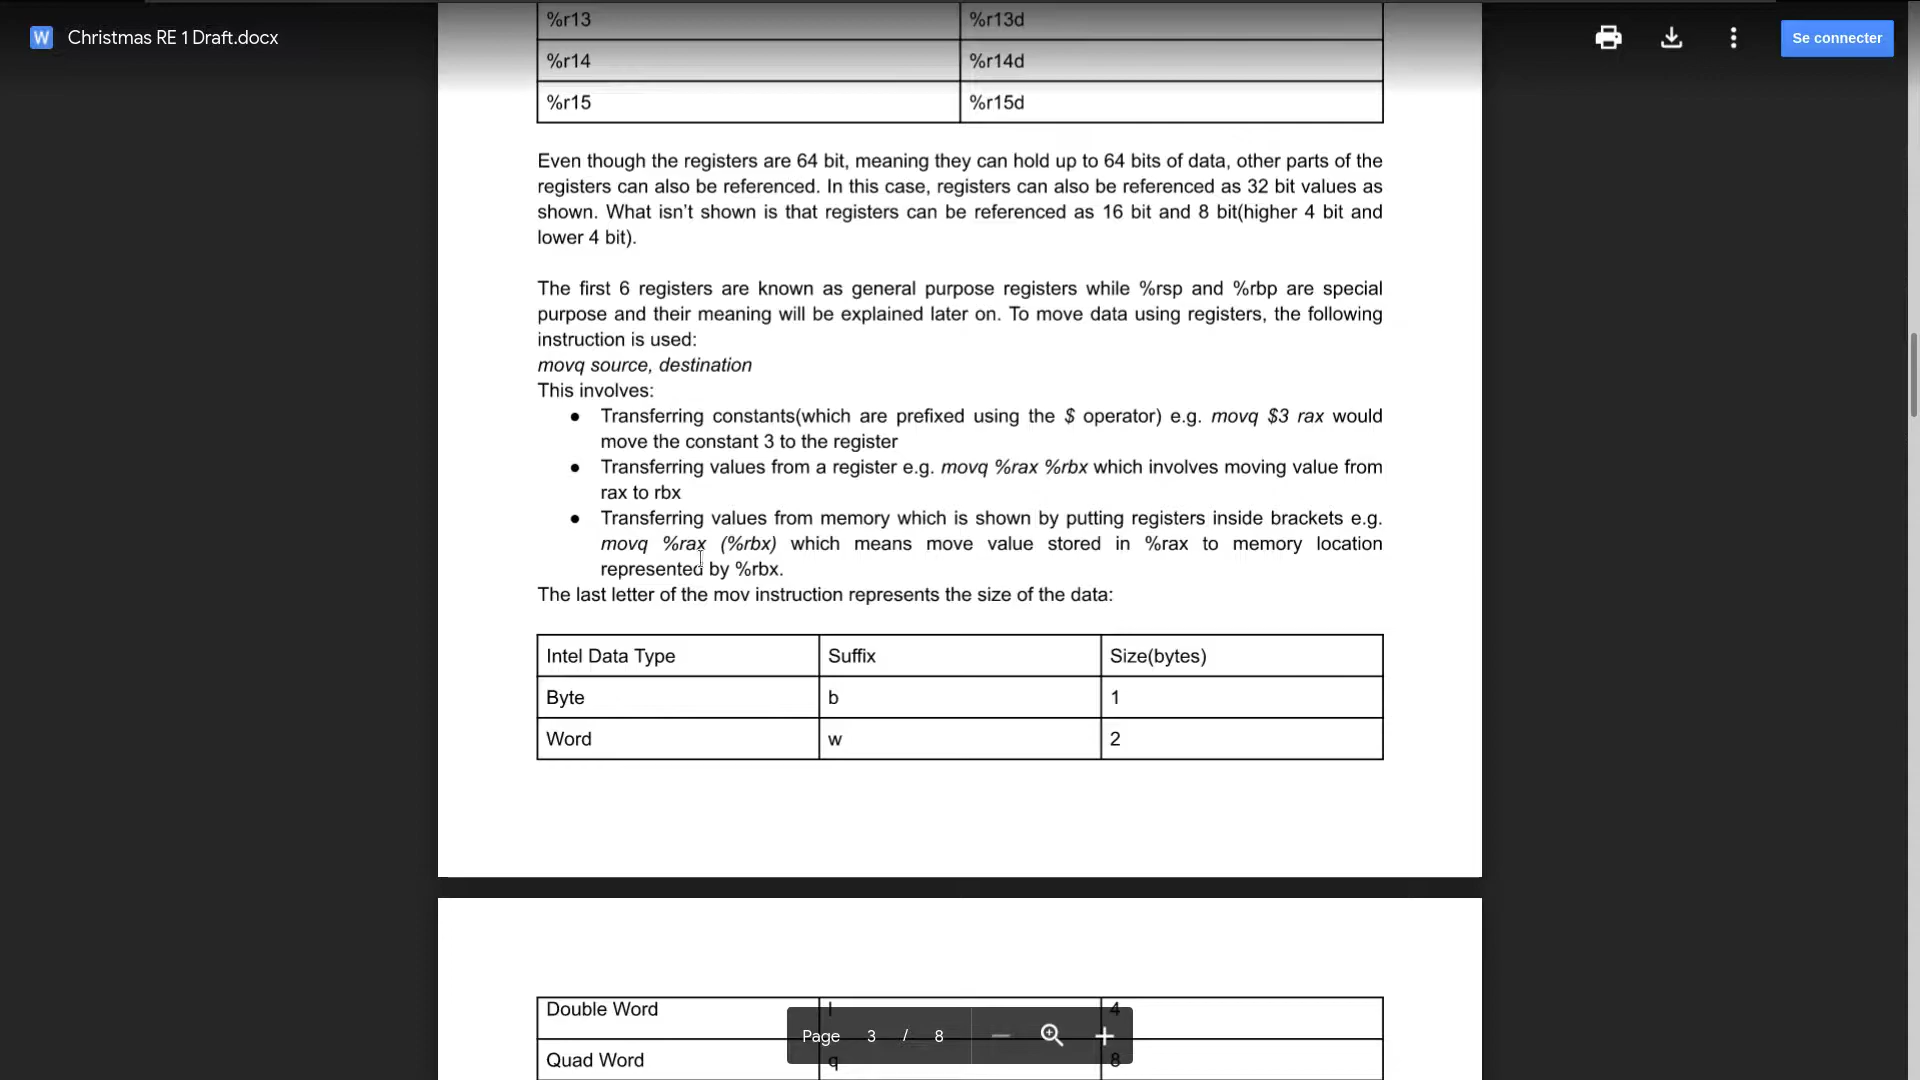 Christmas RE 1 Draft.docx
Se connecter
%r13 %r13d
%r14 %r14d
%r15 %r15d
Even though the registers are 64 bit, meaning they can hold up to 64 bits of data, other parts of the
registers can also be referenced. In this case, registers can also be referenced as 32 bit values as
shown. What isn’t shown is that registers can be referenced as 16 bit and 8 bit(higher 4 bit and
lower 4 bit).
The first 6 registers are known as general purpose registers while %rsp and %rbp are special
purpose and their meaning will be explained later on. To move data using registers, the following
instruction is used:
movq source, destination
This involves:
● Transferring constants(which are prefixed using the $ operator) e.g. movq $3 rax would
move the constant 3 to the register
● Transferring values from a register e.g. movq %rax %rbx which involves moving value from
rax to rbx
● Transferring values from memory which is shown by putting registers inside brackets e.g.
movq %rax (%rbx) which means move value stored in %rax to memory location
represented by %rbx.
The last letter of the mov instruction represents the size of the data:
Intel Data Type Suffix Size(bytes)
Byte b 1
Word w 2
Double Word l 4
Quad Word q 8
Page 3 / 8